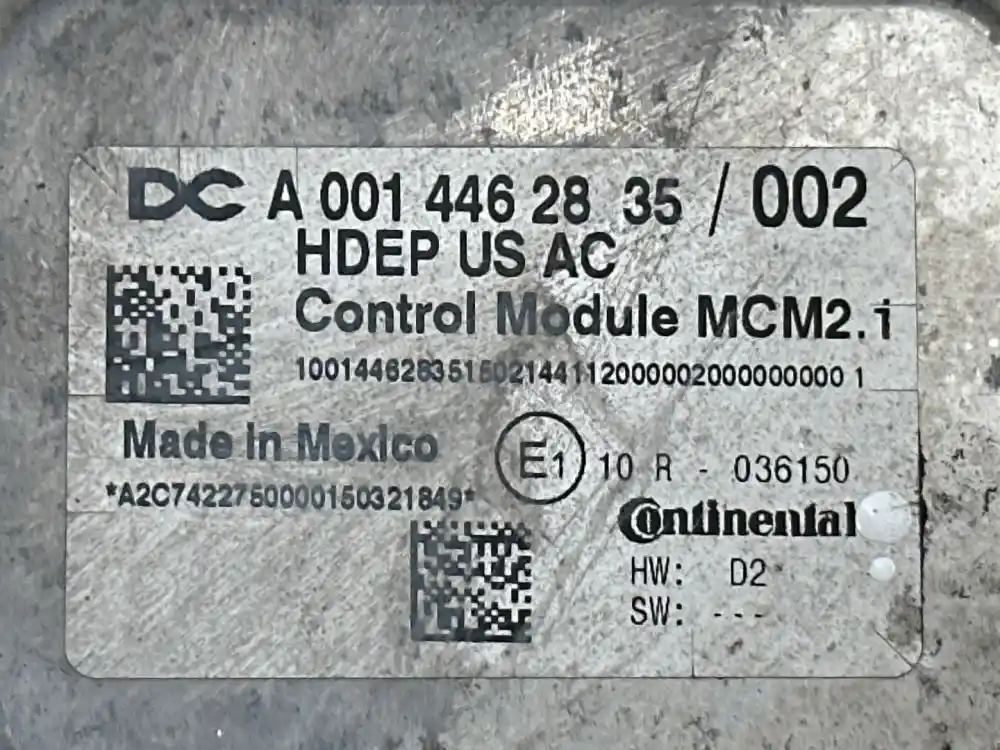 DC A 001 446 28 35 / 002
HDEP US AC
Control Module MCM2.1
10014462835150214411200000200000000001
Made in Mexico
E1 10 R - 036150
*A2C7422750000150321849*
Continental
HW: D2
SW: ---